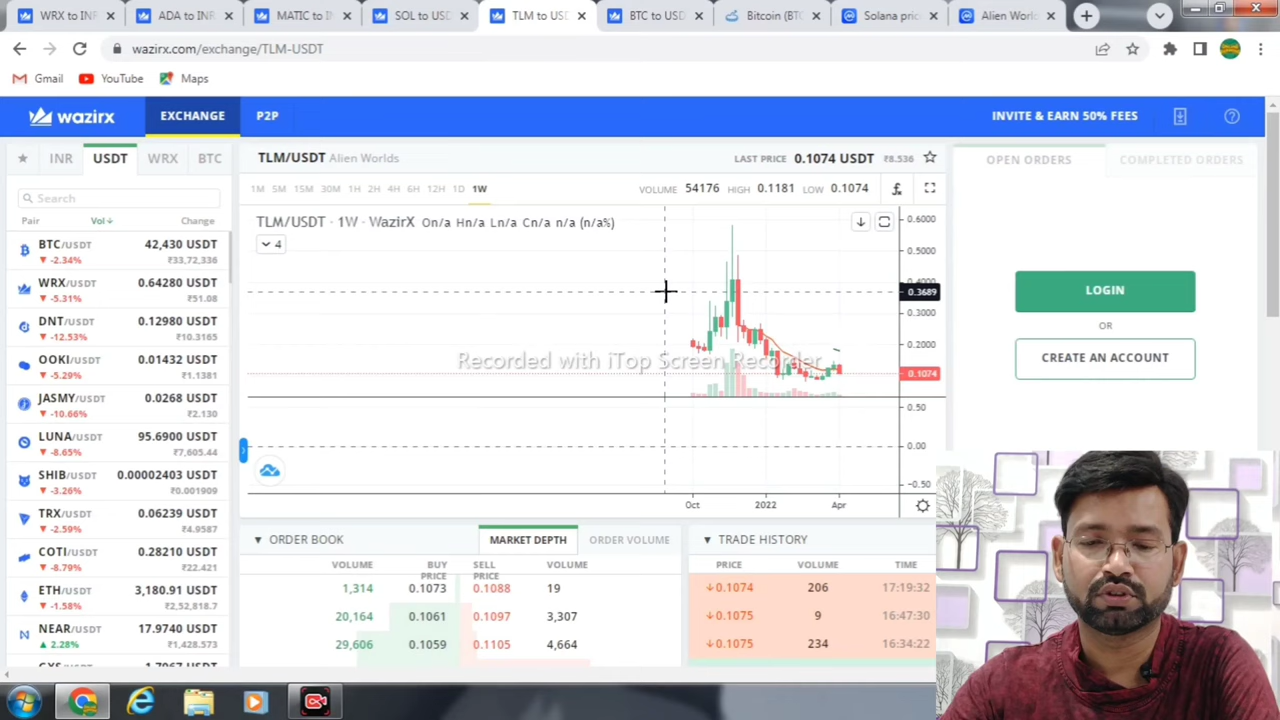 WRX to INR
ADA to INR
MATIC to INR
SOL to USD
TLM to USD
BTC to USD
Bitcoin (BTC
Solana pric
Alien World
wazirx.com/exchange/TLM-USDT
Gmail YouTube Maps
wazirx EXCHANGE P2P INVITE & EARN 50% FEES
INR USDT WRX BTC
Search
Pair Vol Change
BTC/USDT 42,430 USDT
-2.34% ₹33,72,336
WRX/USDT 0.64280 USDT
-5.31% ₹51.08
DNT/USDT 0.12980 USDT
-12.53% ₹10.3165
OOKI/USDT 0.01432 USDT
-5.29% ₹1.1381
JASMY/USDT 0.0268 USDT
-10.66% ₹2.130
LUNA/USDT 95.6900 USDT
-8.65% ₹7,605.44
SHIB/USDT 0.00002403 USDT
-3.26% ₹0.001909
TRX/USDT 0.06239 USDT
-2.59% ₹4.9587
COTI/USDT 0.28210 USDT
-8.79% ₹22.421
ETH/USDT 3,180.91 USDT
-1.58% ₹2,52,818.7
NEAR/USDT 17.9740 USDT
2.28% ₹1,428.573
TLM/USDT Alien Worlds LAST PRICE 0.1074 USDT ₹8.536
1M 5M 15M 30M 1H 2H 4H 6H 12H 1D 1W VOLUME 54176 HIGH 0.1181 LOW 0.1074
TLM/USDT · 1W · WazirX On/a Hn/a Ln/a Cn/a n/a (n/a%)
4
0.6000
0.5000
0.4000
0.3689
0.3000
0.2000
0.1074
0.50
0.00
-0.50
Oct 2022 Apr
Recorded with iTop Screen Recorder
ORDER BOOK MARKET DEPTH ORDER VOLUME
VOLUME BUY PRICE SELL PRICE VOLUME
1,314 0.1073 0.1088 19
20,164 0.1061 0.1097 3,307
29,606 0.1059 0.1105 4,664
TRADE HISTORY
PRICE VOLUME TIME
0.1074 206 17:19:32
0.1075 9 16:47:30
0.1075 234 16:34:22
OPEN ORDERS COMPLETED ORDERS
LOGIN
OR
CREATE AN ACCOUNT